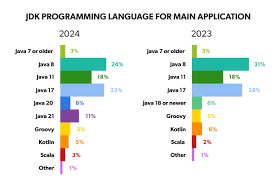 JDK PROGRAMMING LANGUAGE FOR MAIN APPLICATION
2024
Java 7 or older 3%
Java 8 24%
Java 11 18%
Java 17 23%
Java 20 6%
Java 21 11%
Groovy 6%
Kotlin 5%
Scala 3%
Other 1%
2023
Java 7 or older 3%
Java 8 31%
Java 11 18%
Java 17 28%
Java 18 or newer 6%
Groovy 5%
Kotlin 6%
Scala 2%
Other 1%